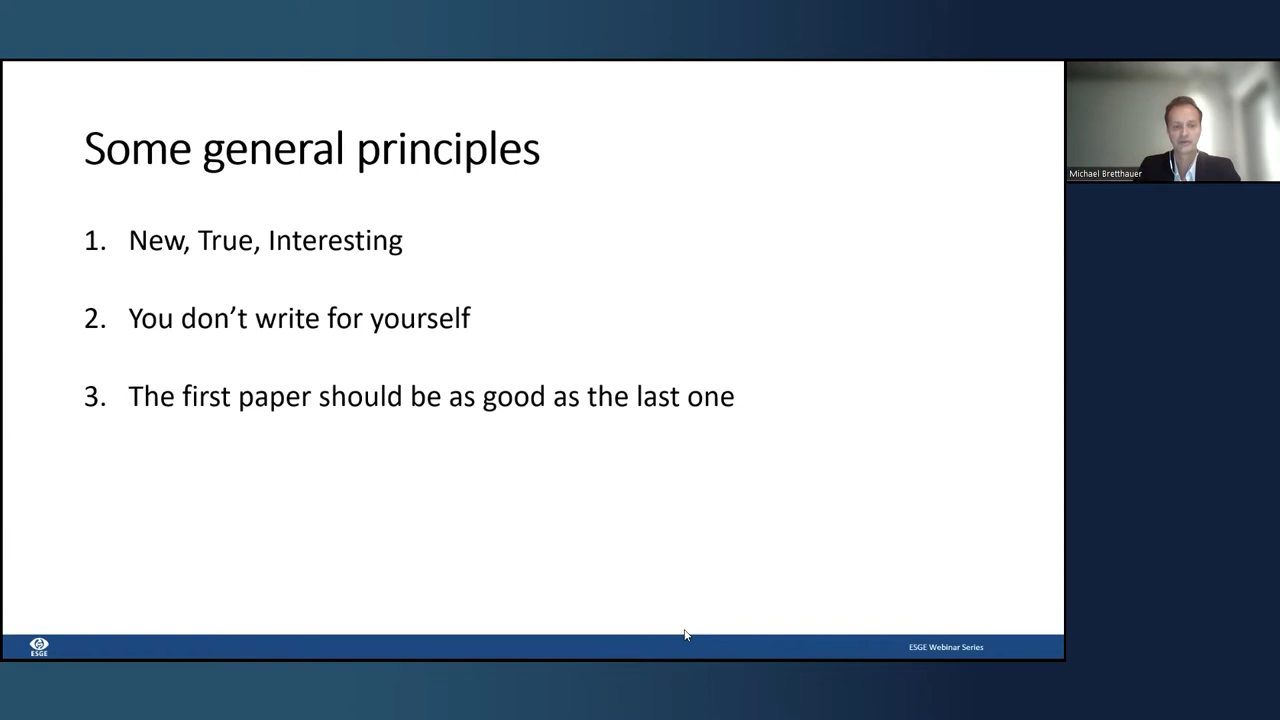 Some general principles
1. New, True, Interesting
2. You don’t write for yourself
3. The first paper should be as good as the last one
Michael Bretthauer
ESGE
ESGE Webinar Series